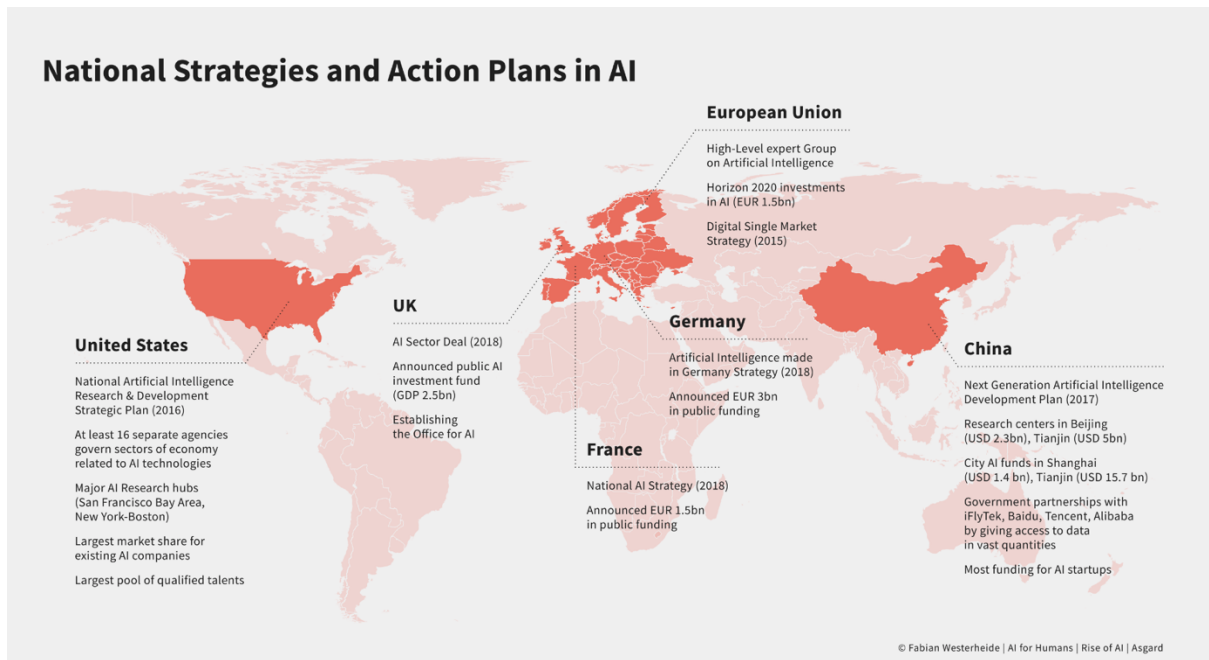 National Strategies and Action Plans in AI
European Union
High-Level expert Group
on Artificial Intelligence
Horizon 2020 investments
in AI (EUR 1.5bn)
Digital Single Market
Strategy (2015)
UK
AI Sector Deal (2018)
Announced public AI
investment fund
(GDP 2.5bn)
Establishing
the Office for AI
Germany
Artificial Intelligence made
in Germany Strategy (2018)
Announced EUR 3bn
in public funding
United States
National Artificial Intelligence
Research & Development
Strategic Plan (2016)
At least 16 separate agencies
govern sectors of economy
related to AI technologies
Major AI Research hubs
(San Francisco Bay Area,
New York-Boston)
Largest market share for
existing AI companies
Largest pool of qualified talents
China
Next Generation Artificial Intelligence
Development Plan (2017)
Research centers in Beijing
(USD 2.3bn), Tianjin (USD 5bn)
City AI funds in Shanghai
(USD 1.4 bn), Tianjin (USD 15.7 bn)
Government partnerships with
iFlyTek, Baidu, Tencent, Alibaba
by giving access to data
in vast quantities
Most funding for AI startups
France
National AI Strategy (2018)
Announced EUR 1.5bn
in public funding
© Fabian Westerheide | AI for Humans | Rise of AI | Asgard